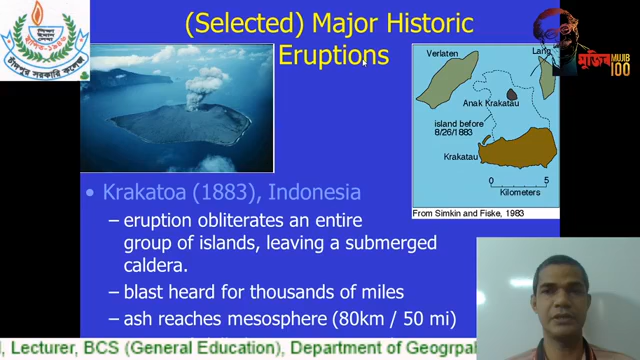 (Selected) Major Historic
Eruptions
মুজিব
MUJIB
100
Verlaten
Lang
Anak Krakatau
island before
8/26/1883
Krakatau
0 5
Kilometers
From Simkin and Fiske, 1983
• Krakatoa (1883), Indonesia
– eruption obliterates an entire
group of islands, leaving a submerged
caldera.
– blast heard for thousands of miles
– ash reaches mesosphere (80km / 50 mi)
Lecturer, BCS (General Education), Department of Geogrpa